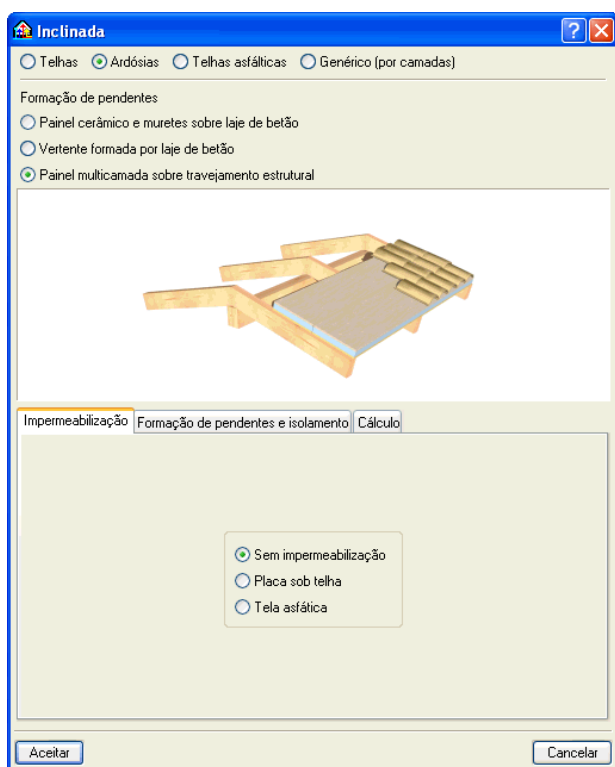 Inclinada
Telhas Ardósias Telhas asfálticas Genérico (por camadas)
Formação de pendentes
Painel cerâmico e muretes sobre laje de betão
Vertente formada por laje de betão
Painel multicamada sobre travejamento estrutural
Impermeabilização Formação de pendentes e isolamento Cálculo
Sem impermeabilização
Placa sob telha
Tela asfática
Aceitar Cancelar